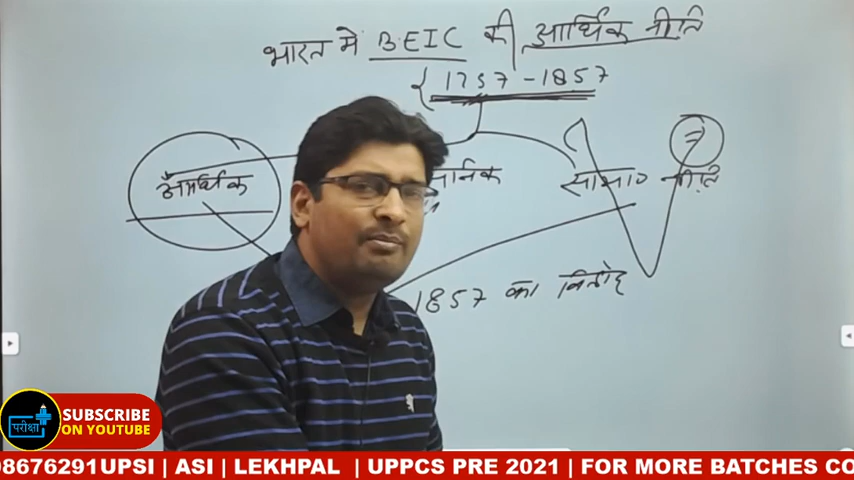 भारत मे BEIC की आर्थिक नीति
{ 1757 - 1857
आर्थिक
सामा० नीति
1857 का विद्रोह
परीक्षा
SUBSCRIBE
ON YOUTUBE
98676291UPSI | ASI | LEKHPAL | UPPCS PRE 2021 | FOR MORE BATCHES CO